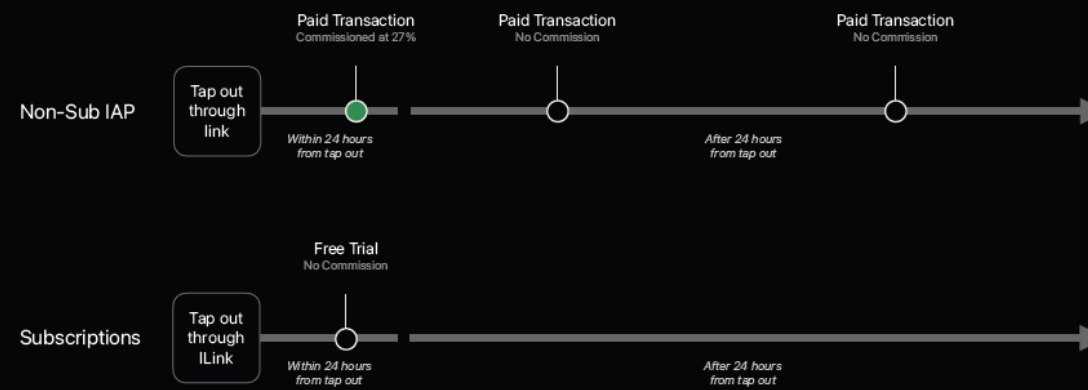 Paid Transaction
Commissioned at 27%
Paid Transaction
No Commission
Paid Transaction
No Commission
Non-Sub IAP
Tap out
through
link
Within 24 hours
from tap out
After 24 hours
from tap out
Free Trial
No Commission
Subscriptions
Tap out
through
lLink
Within 24 hours
from tap out
After 24 hours
from tap out